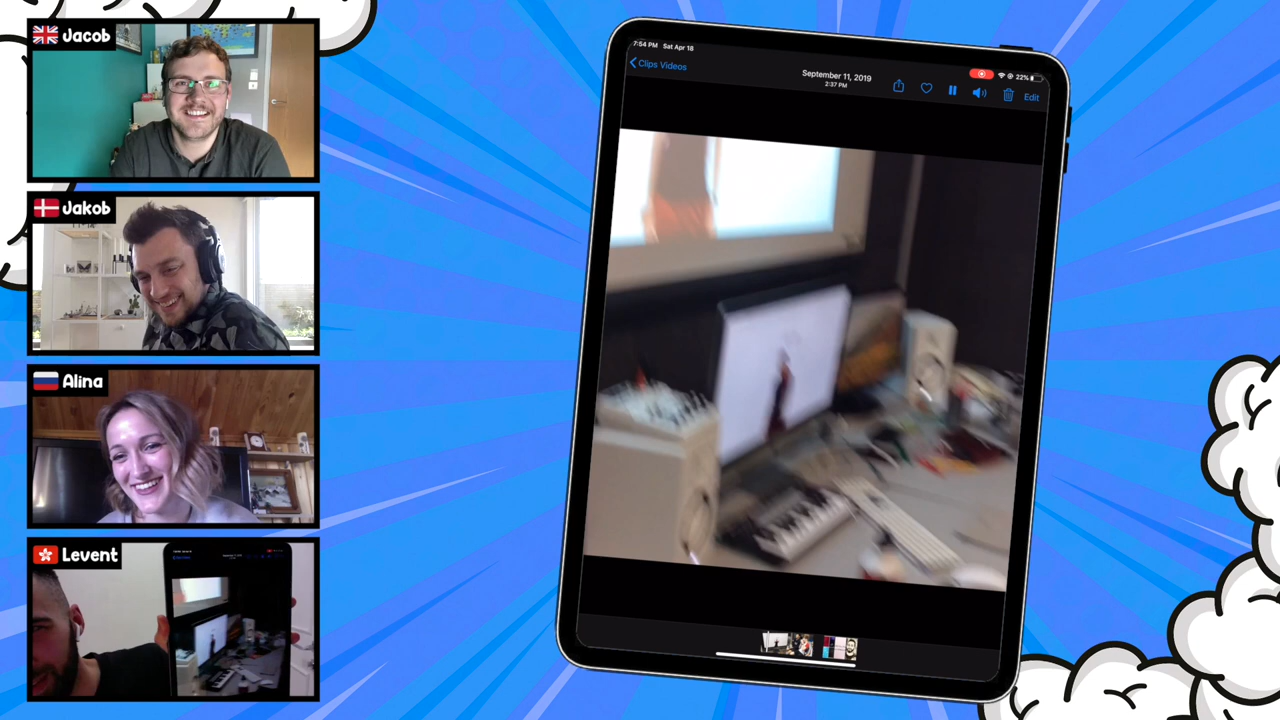 Jacob
Jakob
Alina
Levent
7:54 PM Sat Apr 18
22%
Clips Videos
September 11, 2019
2:37 PM
Edit